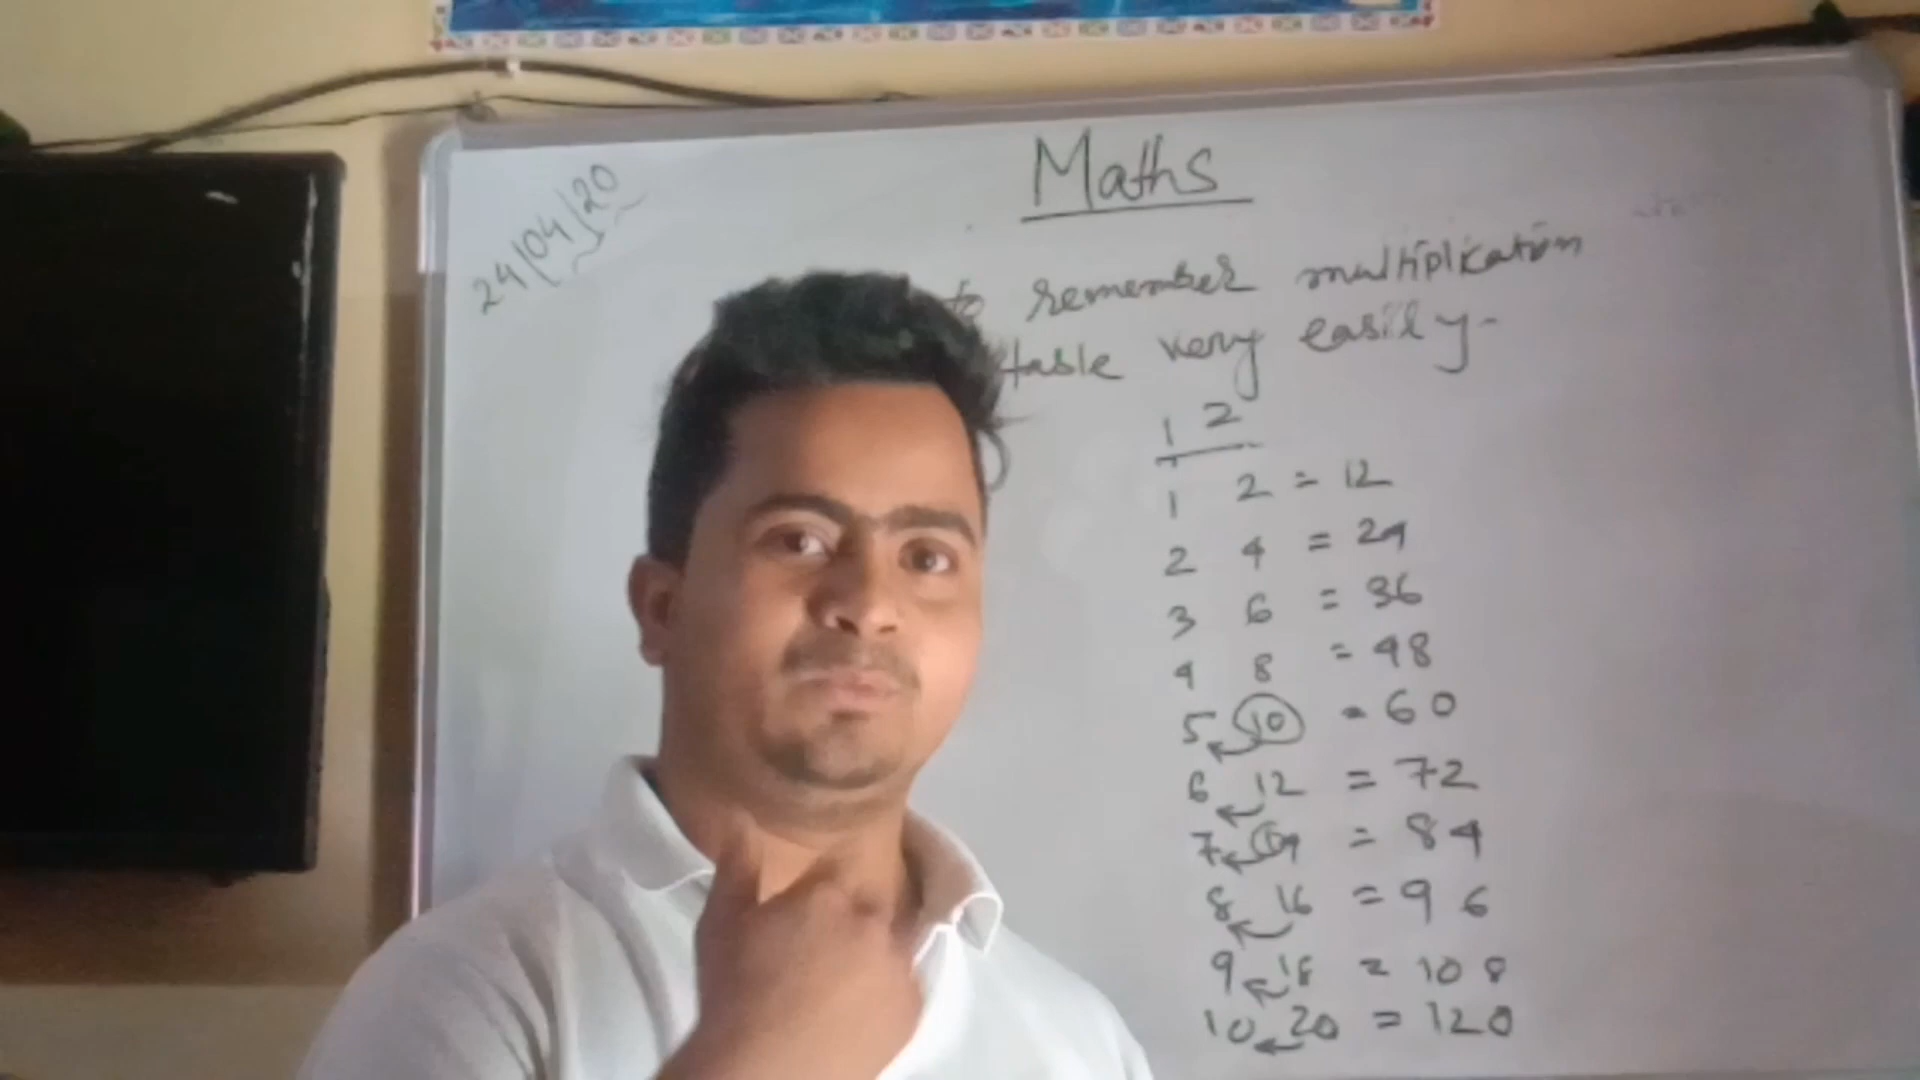 Maths
24/04/20
to remember multiplication
table very easily-
1 2
1 2 = 12
2 4 = 24
3 6 = 36
4 8 = 48
5 10 = 60
6 12 = 72
7 14 = 84
8 16 = 96
9 18 = 108
10 20 = 120